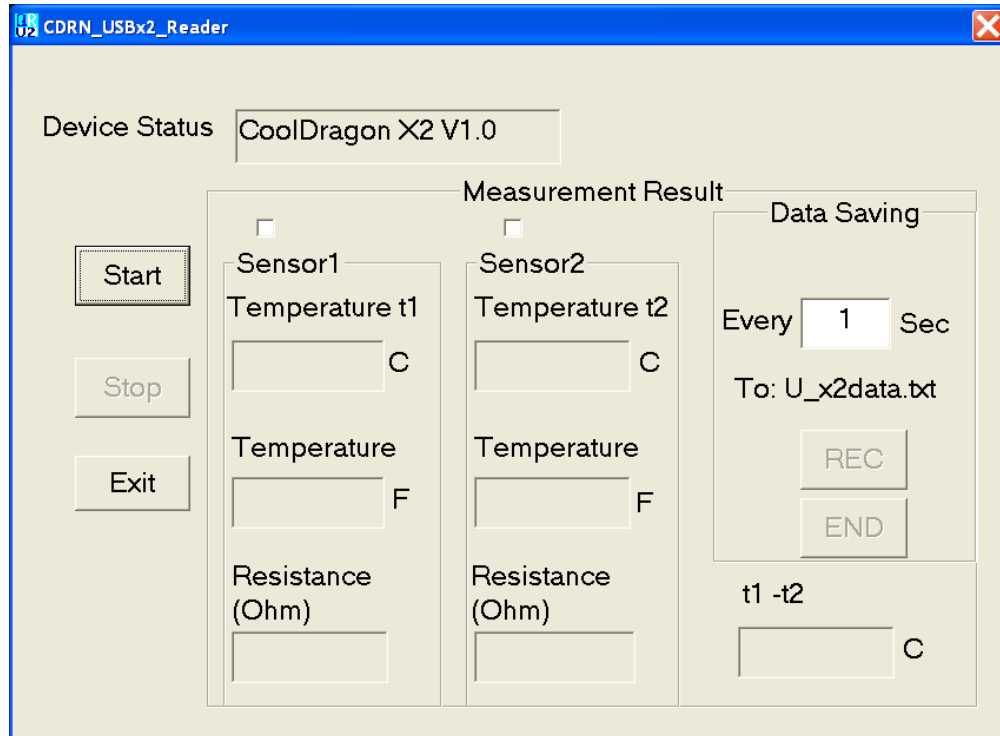 CDRN_USBx2_Reader
Device Status CoolDragon X2 V1.0
Measurement Result
Data Saving
Start
Stop
Exit
Sensor1
Temperature t1
C
Temperature
F
Resistance
(Ohm)
Sensor2
Temperature t2
C
Temperature
F
Resistance
(Ohm)
Every 1 Sec
To: U_x2data.txt
REC
END
t1 -t2
C